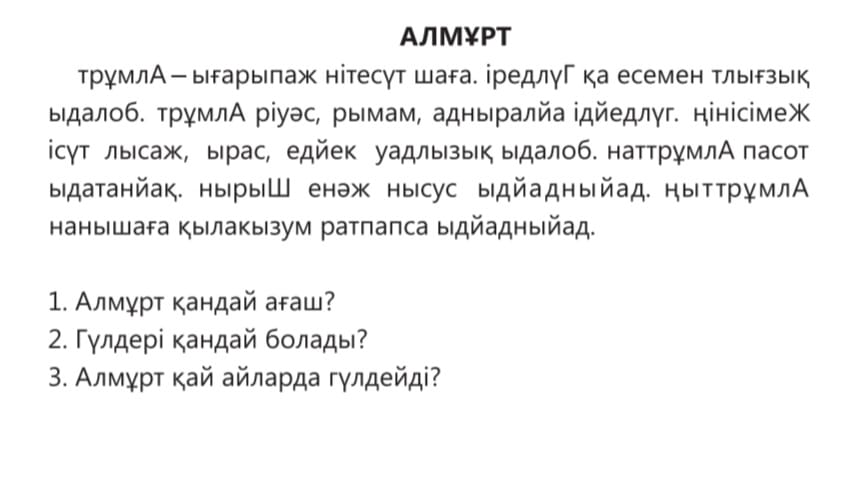 АЛМҰРТ
трұмлА – ығарыпаж нітесүт шаға. іредлүГ қа есемен тлығзық
ыдалоб. трұмлА ріуәс, рымам, адныралйа ідйедлүг. ңінісімеЖ
ісүт лысаж, ырас, едйек уадлызық ыдалоб. наттрұмлА пасот
ыдатанйақ. нырыШ енәж нысус ыдйадныйад. ңыттрұмлА
нанышаға қылакызум ратпапса ыдйадныйад.
1. Алмұрт қандай ағаш?
2. Гүлдері қандай болады?
3. Алмұрт қай айларда гүлдейді?